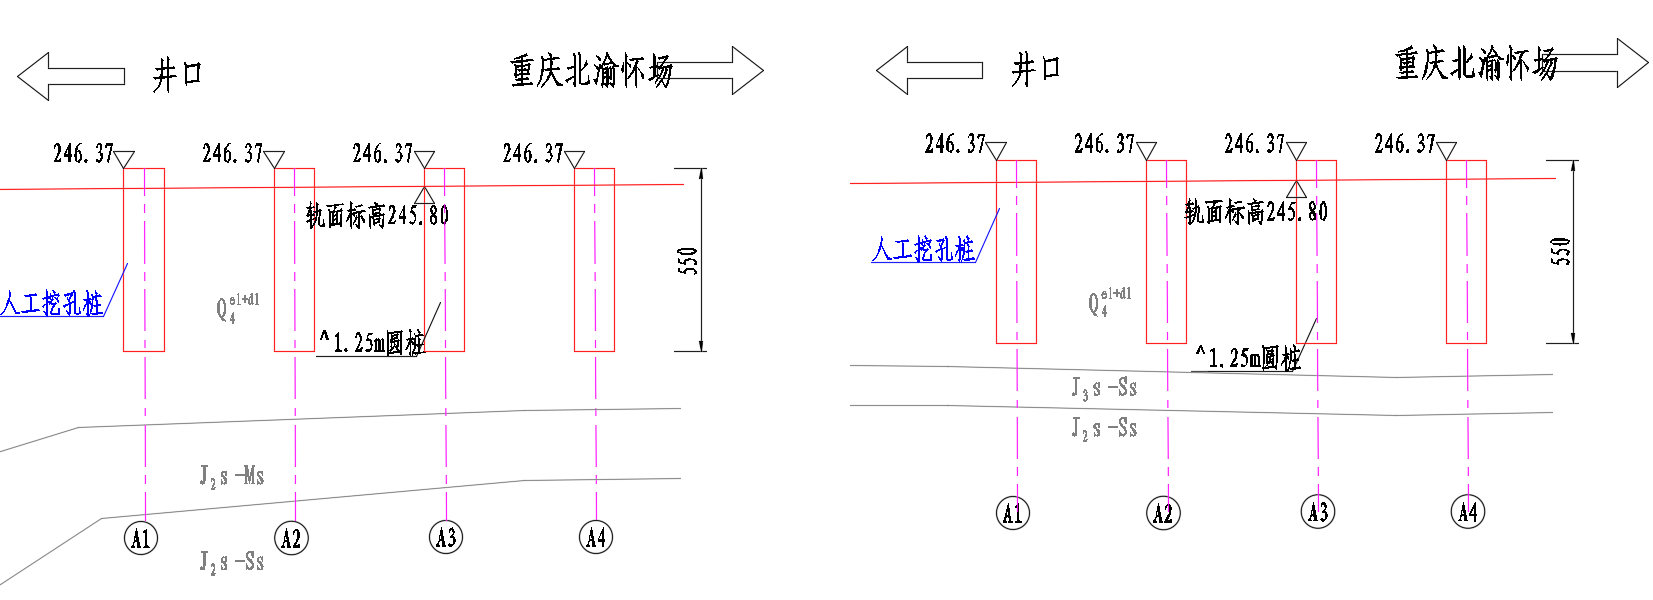 井口
重庆北渝怀场
246.37
246.37
246.37
246.37
轨面标高245.80
人工挖孔桩
Q₄ᵉˡ⁺ᵈˡ
^1.25m圆桩
550
J₂s-Ms
J₂s-Ss
A1
A2
A3
A4
井口
重庆北渝怀场
246.37
246.37
246.37
246.37
轨面标高245.80
人工挖孔桩
Q₄ᵉˡ⁺ᵈˡ
^1.25m圆桩
550
J₃s-Ss
J₂s-Ss
A1
A2
A3
A4